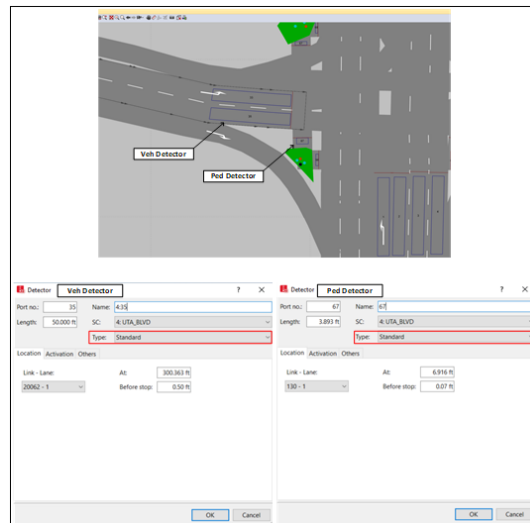 Veh Detector
Ped Detector
Detector Veh Detector ? ×
Port no.: 35 Name: 4:35
Length: 50.000 ft SC: 4: UTA_BLVD
Type: Standard
Location Activation Others
Link - Lane: At: 300.363 ft
20062 - 1 Before stop: 0.50 ft
OK Cancel
Detector Ped Detector ? ×
Port no.: 67 Name: 67
Length: 3.893 ft SC: 4: UTA_BLVD
Type: Standard
Location Activation Others
Link - Lane: At: 6.916 ft
130 - 1 Before stop: 0.07 ft
OK Cancel